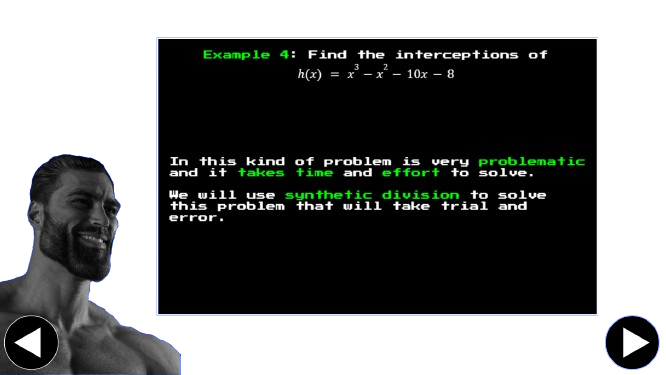 Example 4: Find the interceptions of
h(x) = x³ − x² − 10x − 8
In this kind of problem is very problematic
and it takes time and effort to solve.
We will use synthetic division to solve
this problem that will take trial and
error.